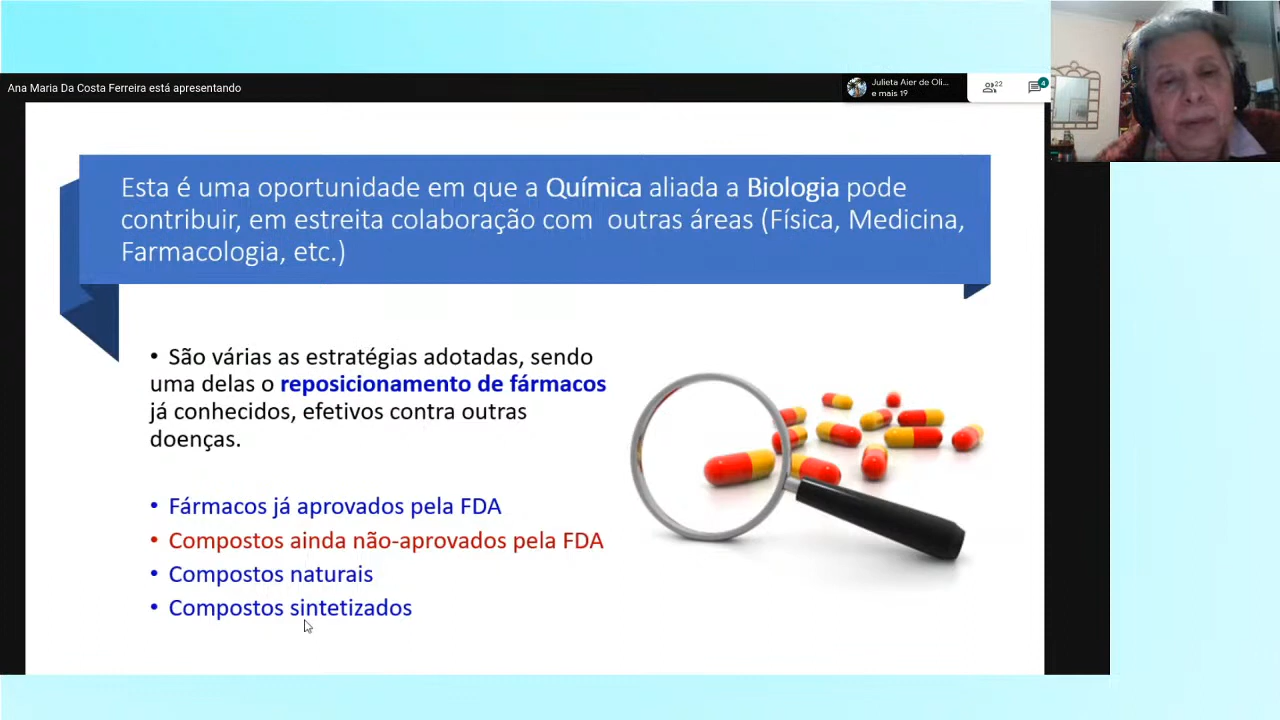 Ana Maria Da Costa Ferreira está apresentando
Julieta Aier de Oli...
e mais 19
22
4
Esta é uma oportunidade em que a Química aliada a Biologia pode
contribuir, em estreita colaboração com outras áreas (Física, Medicina,
Farmacologia, etc.)
• São várias as estratégias adotadas, sendo
uma delas o reposicionamento de fármacos
já conhecidos, efetivos contra outras
doenças.
• Fármacos já aprovados pela FDA
• Compostos ainda não-aprovados pela FDA
• Compostos naturais
• Compostos sintetizados